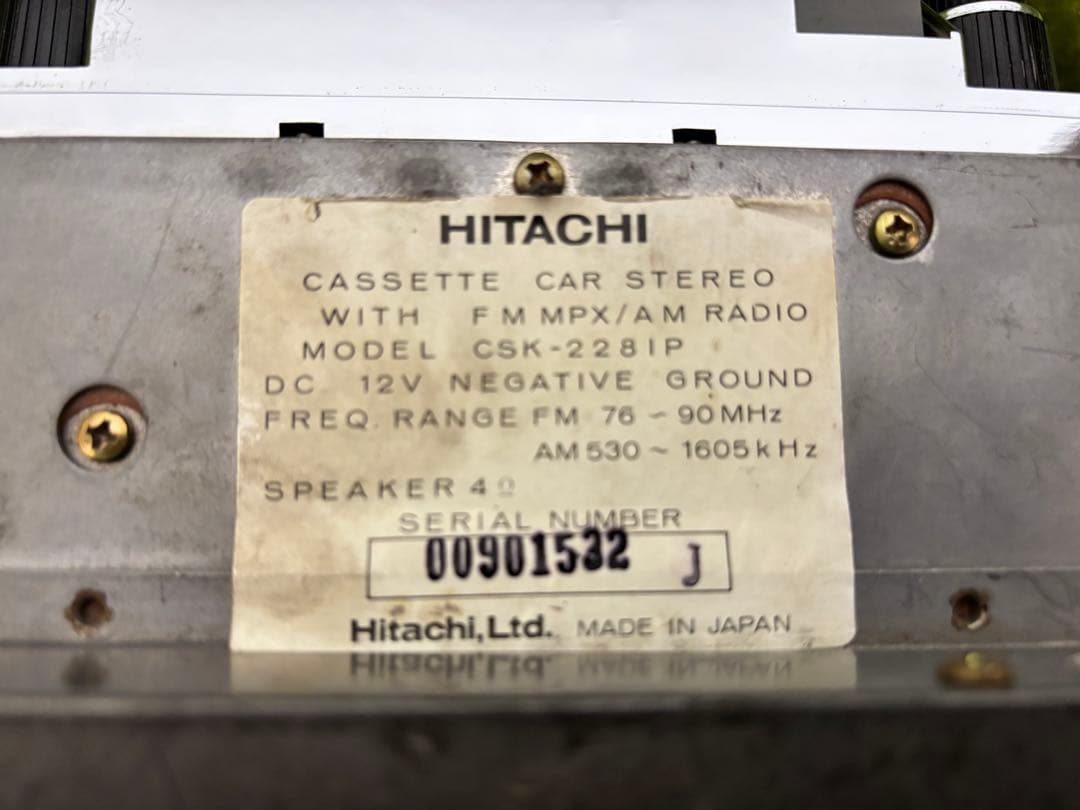 HITACHI
CASSETTE CAR STEREO
WITH FM MPX/AM RADIO
MODEL CSK-2281P
DC 12V NEGATIVE GROUND
FREQ. RANGE FM 76 ~ 90MHz
AM 530 ~ 1605kHz
SPEAKER 4Ω
SERIAL NUMBER
00901532 J
Hitachi, Ltd. MADE IN JAPAN